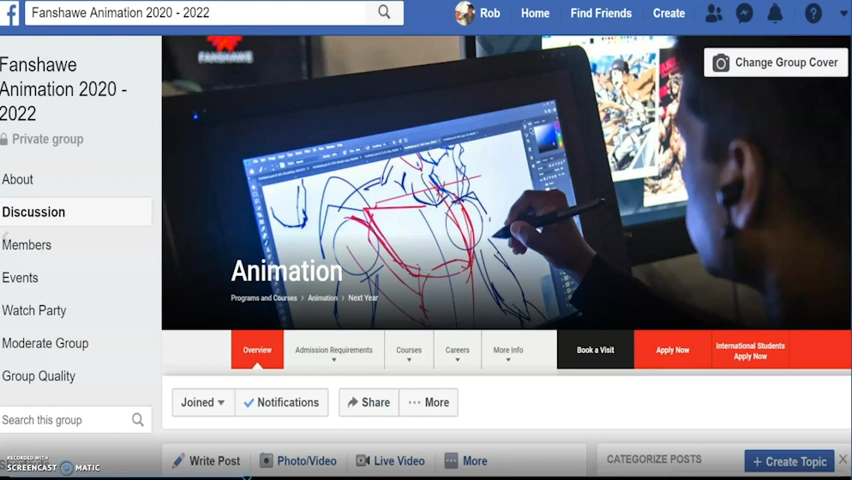 Fanshawe Animation 2020 - 2022
Rob
Home
Find Friends
Create
Fanshawe
Animation 2020 -
2022
Private group
About
Discussion
Members
Events
Watch Party
Moderate Group
Group Quality
Search this group
FANSHAWE
Change Group Cover
Animation
Programs and Courses > Animation > Next Year
Overview
Admission Requirements
Courses
Careers
More Info
Book a Visit
Apply Now
International Students
Apply Now
Joined
Notifications
Share
More
Write Post
Photo/Video
Live Video
More
CATEGORIZE POSTS
+ Create Topic
RECORDED WITH
SCREENCAST MATIC